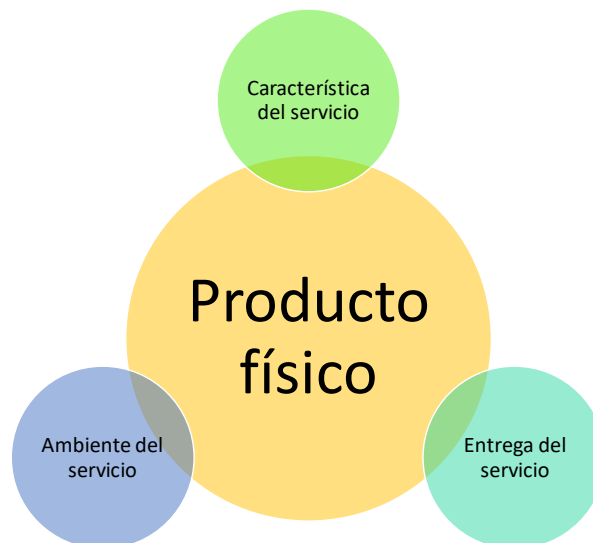 Característica
del servicio
Producto
físico
Ambiente del
servicio
Entrega del
servicio